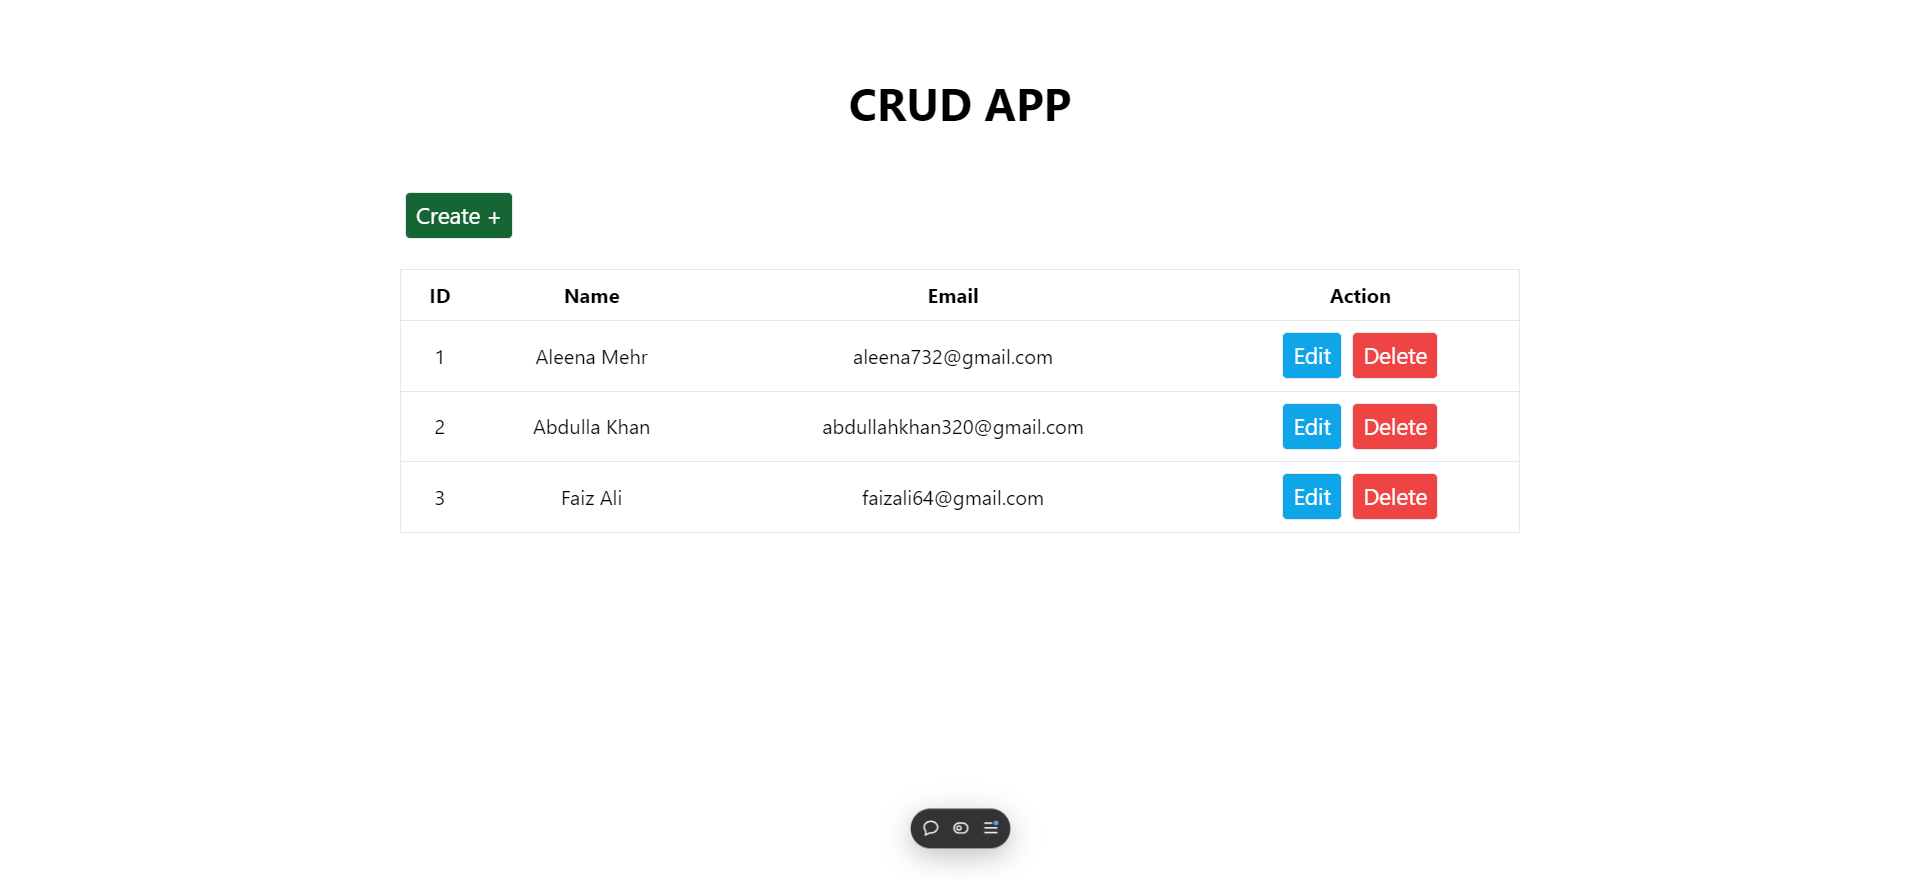 CRUD APP
Create +
ID Name Email Action
1 Aleena Mehr aleena732@gmail.com Edit Delete
2 Abdulla Khan abdullahkhan320@gmail.com Edit Delete
3 Faiz Ali faizali64@gmail.com Edit Delete